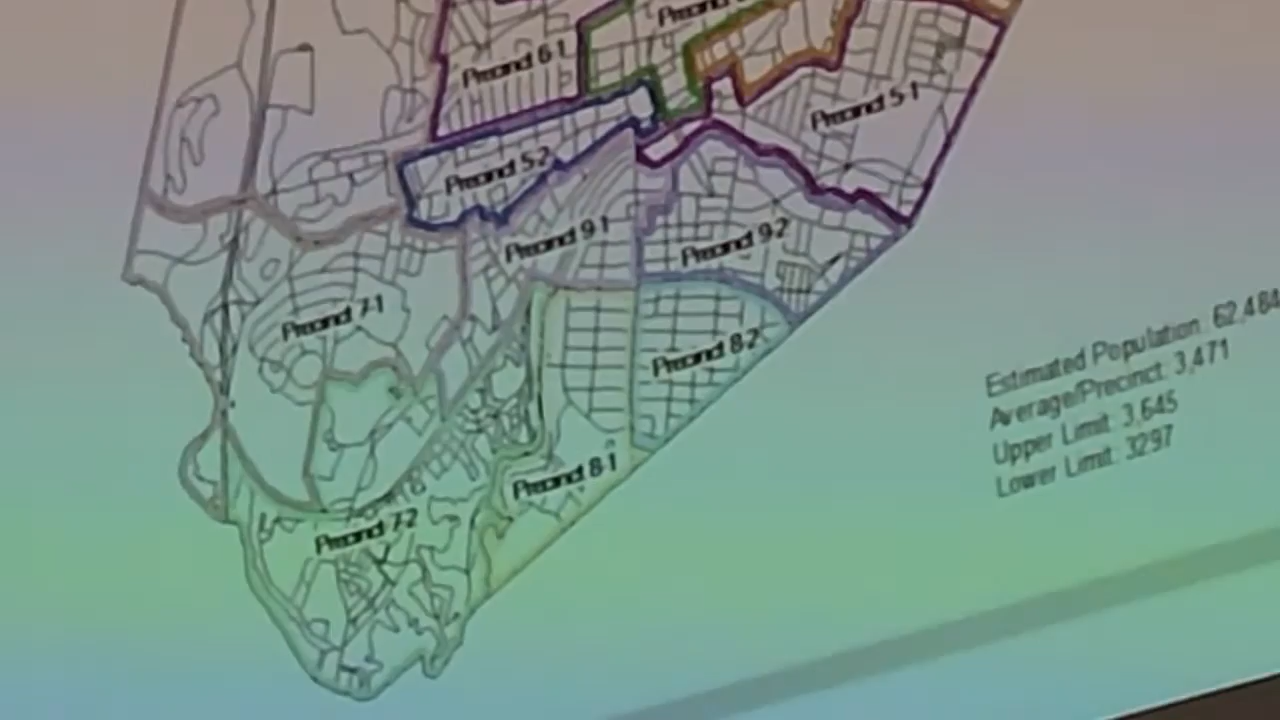 Precinct
Precinct 6-1
Precinct 5-1
Precinct 5-2
Precinct 9-1
Precinct 9-2
Precinct 7-1
Precinct 8-2
Precinct 8-1
Precinct 7-2
Estimated Population: 62,484
Average/Precinct: 3,471
Upper Limit: 3,645
Lower Limit: 3297